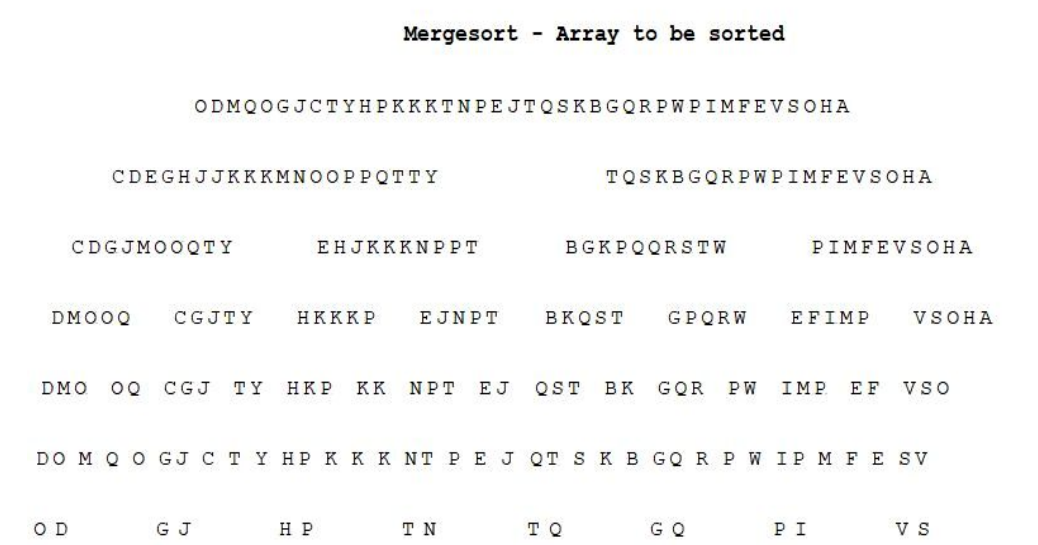 Mergesort - Array to be sorted
ODMQOGJCTYHPKKKTNPEJTQSKBGQRPWPIMFEVSOHA
CDEGHJJKKKMNOOPPQTTY TQSKBGQRPWPIMFEVSOHA
CDGJMOOQTY EHJKKKNPPT BGKPQQRSTW PIMFEVSOHA
DMOOQ CGJTY HKKKP EJNPT BKQST GPQRW EFIMP VSOHA
DMO OQ CGJ TY HKP KK NPT EJ QST BK GQR PW IMP EF VSO
DO M Q O GJ C T Y HP K K K NT P E J QT S K B GQ R P W IP M F E SV
O D G J H P T N T Q G Q P I V S